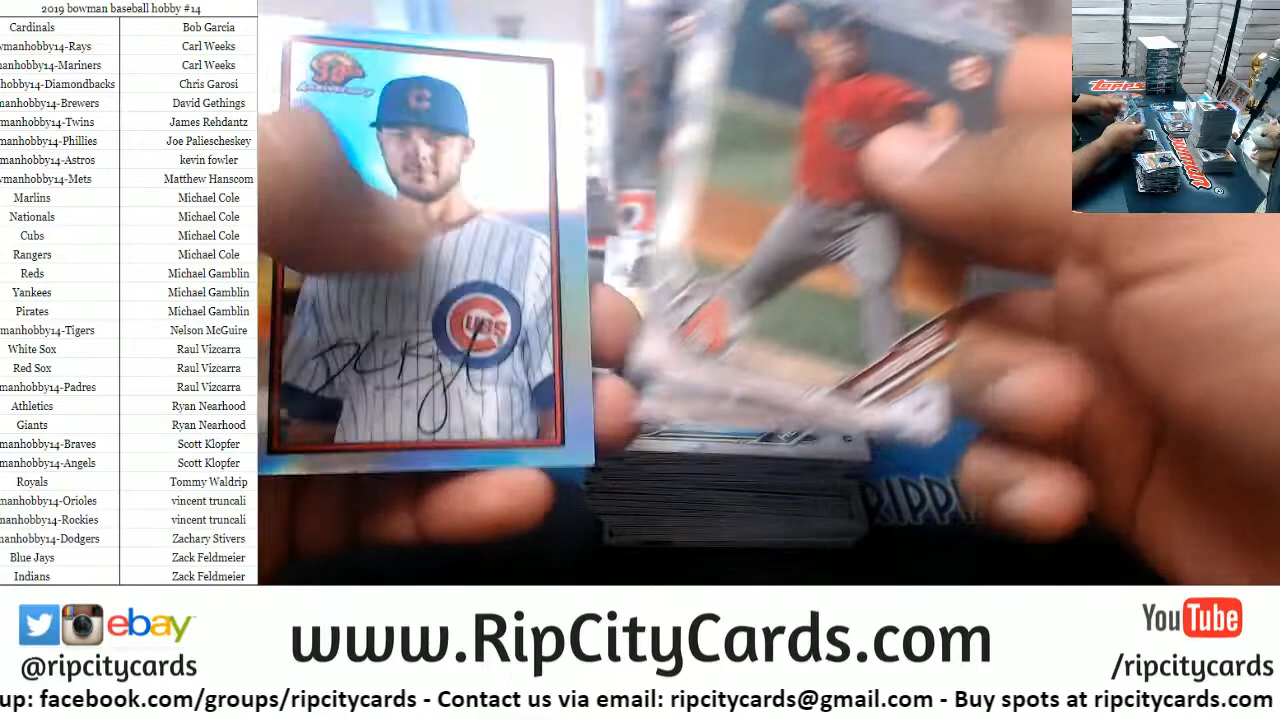 2019 bowman baseball hobby #14
Cardinals Bob Garcia
wmanhobby14-Rays Carl Weeks
manhobby14-Mariners Carl Weeks
hobby14-Diamondbacks Chris Garosi
manhobby14-Brewers David Gethings
manhobby14-Twins James Rehdantz
manhobby14-Phillies Joe Paliescheskey
manhobby14-Astros kevin fowler
wmanhobby14-Mets Matthew Hanscom
Marlins Michael Cole
Nationals Michael Cole
Cubs Michael Cole
Rangers Michael Cole
Reds Michael Gamblin
Yankees Michael Gamblin
Pirates Michael Gamblin
manhobby14-Tigers Nelson McGuire
White Sox Raul Vizcarra
Red Sox Raul Vizcarra
manhobby14-Padres Raul Vizcarra
Athletics Ryan Nearhood
Giants Ryan Nearhood
manhobby14-Braves Scott Klopfer
manhobby14-Angels Scott Klopfer
Royals Tommy Waldrip
manhobby14-Orioles vincent truncali
manhobby14-Rockies vincent truncali
manhobby14-Dodgers Zachary Stivers
Blue Jays Zack Feldmeier
Indians Zack Feldmeier
30th
Anniversary
C
CUBS
RIPP
TOPPS
BOWMAN
ebay
@ripcitycards
www.RipCityCards.com
YouTube
/ripcitycards
up: facebook.com/groups/ripcitycards - Contact us via email: ripcitycards@gmail.com - Buy spots at ripcitycards.com